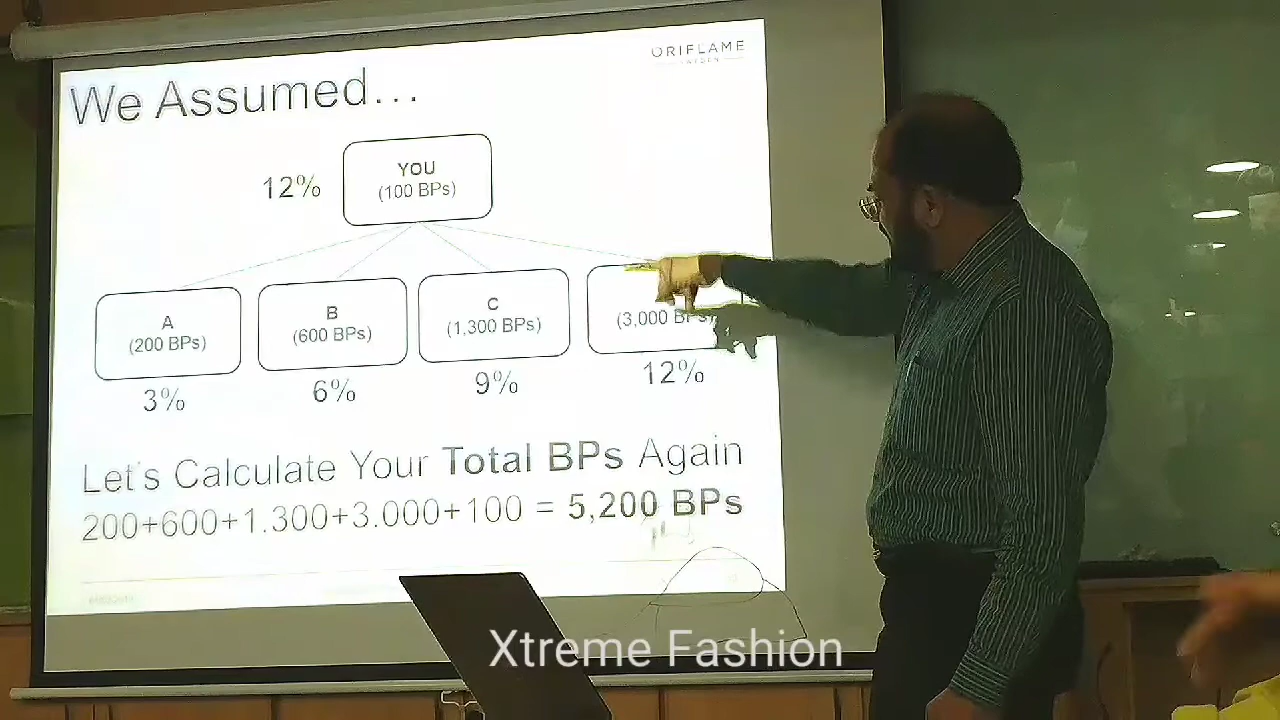 ORIFLAME
SWEDEN
We Assumed...
12%
YOU
(100 BPs)
A
(200 BPs)
B
(600 BPs)
C
(1,300 BPs)
(3,000 BPs)
3%
6%
9%
12%
Let's Calculate Your Total BPs Again
200+600+1.300+3.000+100 = 5,200 BPs
Xtreme Fashion